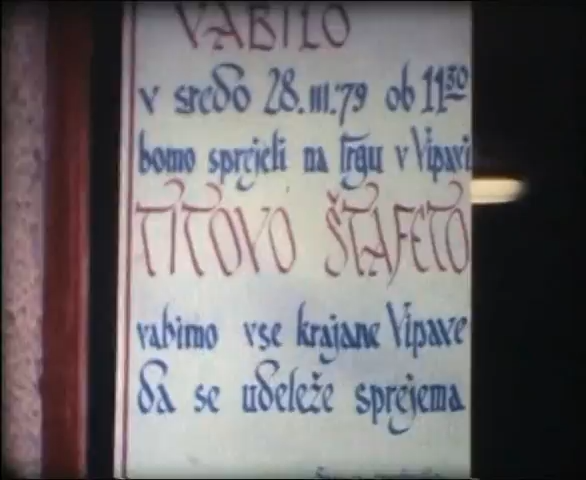 VABILO
v sredo 28.III.'79 ob 11³⁰
bomo sprejeli na Trgu v Vipavi
TITOVO ŠTAFETO
vabimo vse krajane Vipave
da se udeleže sprejema